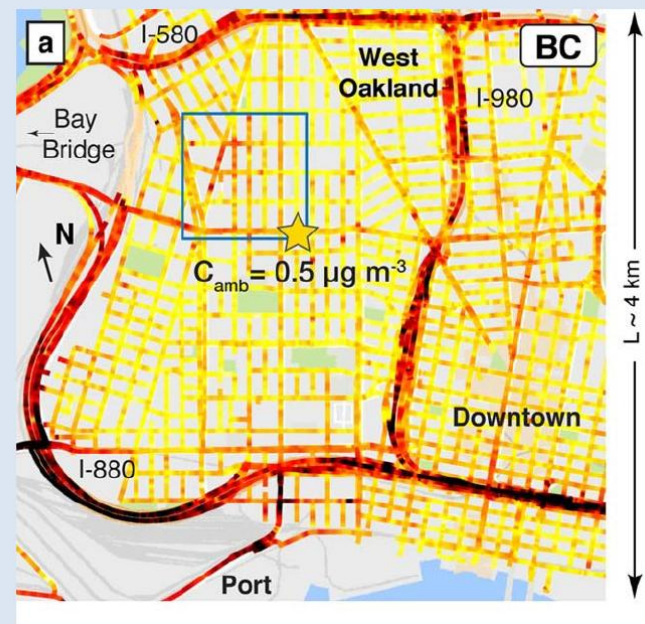 a
I-580
West
Oakland
BC
I-980
Bay
Bridge
N
C_amb = 0.5 µg m⁻³
L ~ 4 km
Downtown
I-880
Port